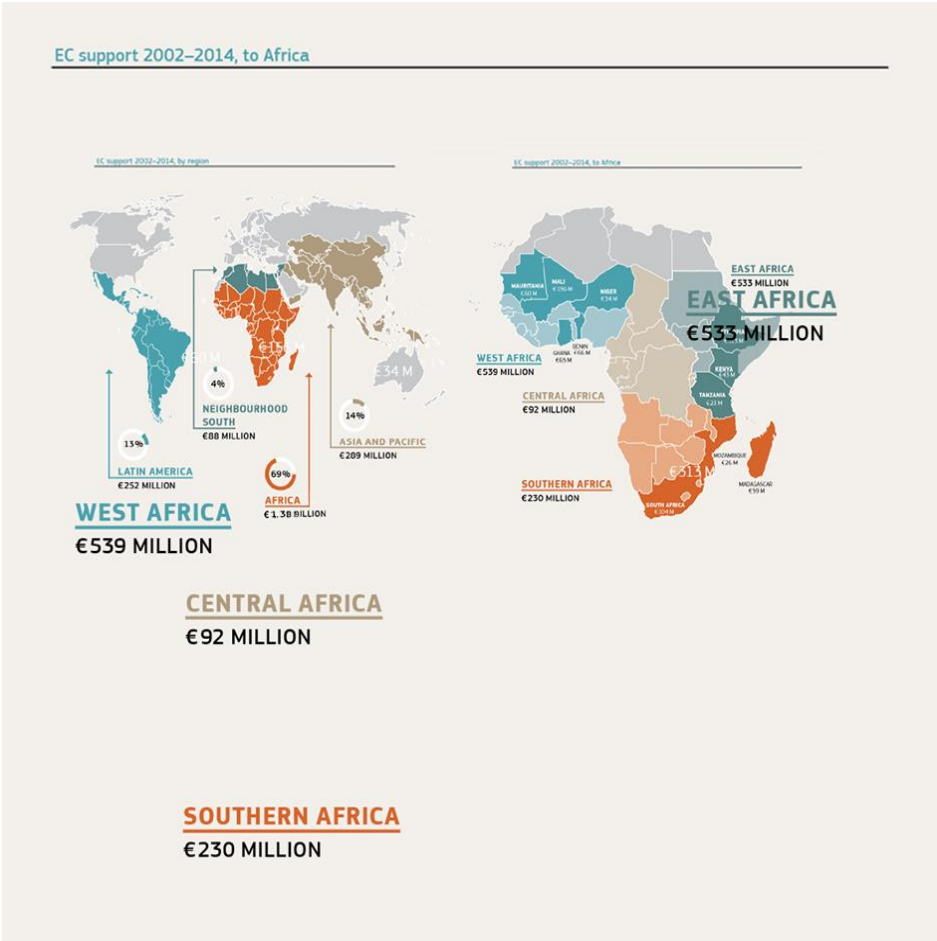 EC support 2002–2014, to Africa
EC support 2002–2014, by region
4%
NEIGHBOURHOOD
SOUTH
€88 MILLION
13%
LATIN AMERICA
€252 MILLION
69%
AFRICA
€1.38 BILLION
14%
ASIA AND PACIFIC
€289 MILLION
€34 M
EC support 2002–2014, to Africa
MAURITANIA
€60 M
MALI
NIGER
€34 M
GHANA
€65 M
BENIN
€66 M
WEST AFRICA
€539 MILLION
EAST AFRICA
€533 MILLION
EAST AFRICA
€533 MILLION
KENYA
TANZANIA
CENTRAL AFRICA
€92 MILLION
€313 M
MOZAMBIQUE
€26 M
MADAGASCAR
SOUTHERN AFRICA
€230 MILLION
SOUTH AFRICA
WEST AFRICA
€539 MILLION
CENTRAL AFRICA
€92 MILLION
SOUTHERN AFRICA
€230 MILLION